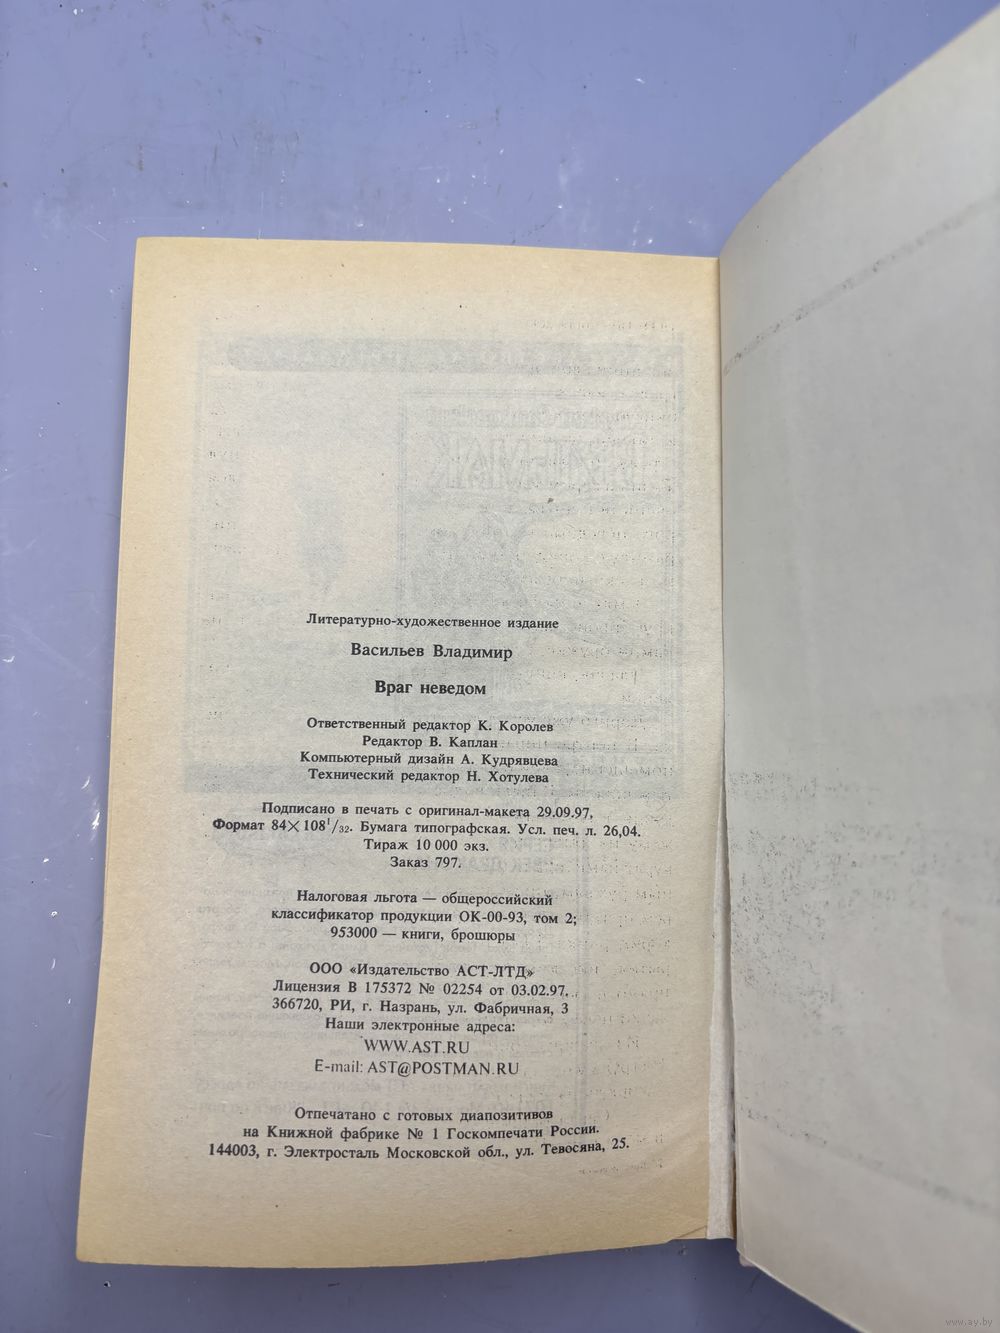 Литературно-художественное издание
Васильев Владимир
Враг неведом
Ответственный редактор К. Королев
Редактор В. Каплан
Компьютерный дизайн А. Кудрявцева
Технический редактор Н. Хотулева
Подписано в печать с оригинал-макета 29.09.97.
Формат 84×108¹/₃₂. Бумага типографская. Усл. печ. л. 26,04.
Тираж 10 000 экз.
Заказ 797.
Налоговая льгота — общероссийский
классификатор продукции ОК-00-93, том 2;
953000 — книги, брошюры
ООО «Издательство АСТ-ЛТД»
Лицензия В 175372 № 02254 от 03.02.97.
366720, РИ, г. Назрань, ул. Фабричная, 3
Наши электронные адреса:
WWW.AST.RU
E-mail: AST@POSTMAN.RU
Отпечатано с готовых диапозитивов
на Книжной фабрике № 1 Госкомпечати России.
144003, г. Электросталь Московской обл., ул. Тевосяна, 25.
www.ay.by